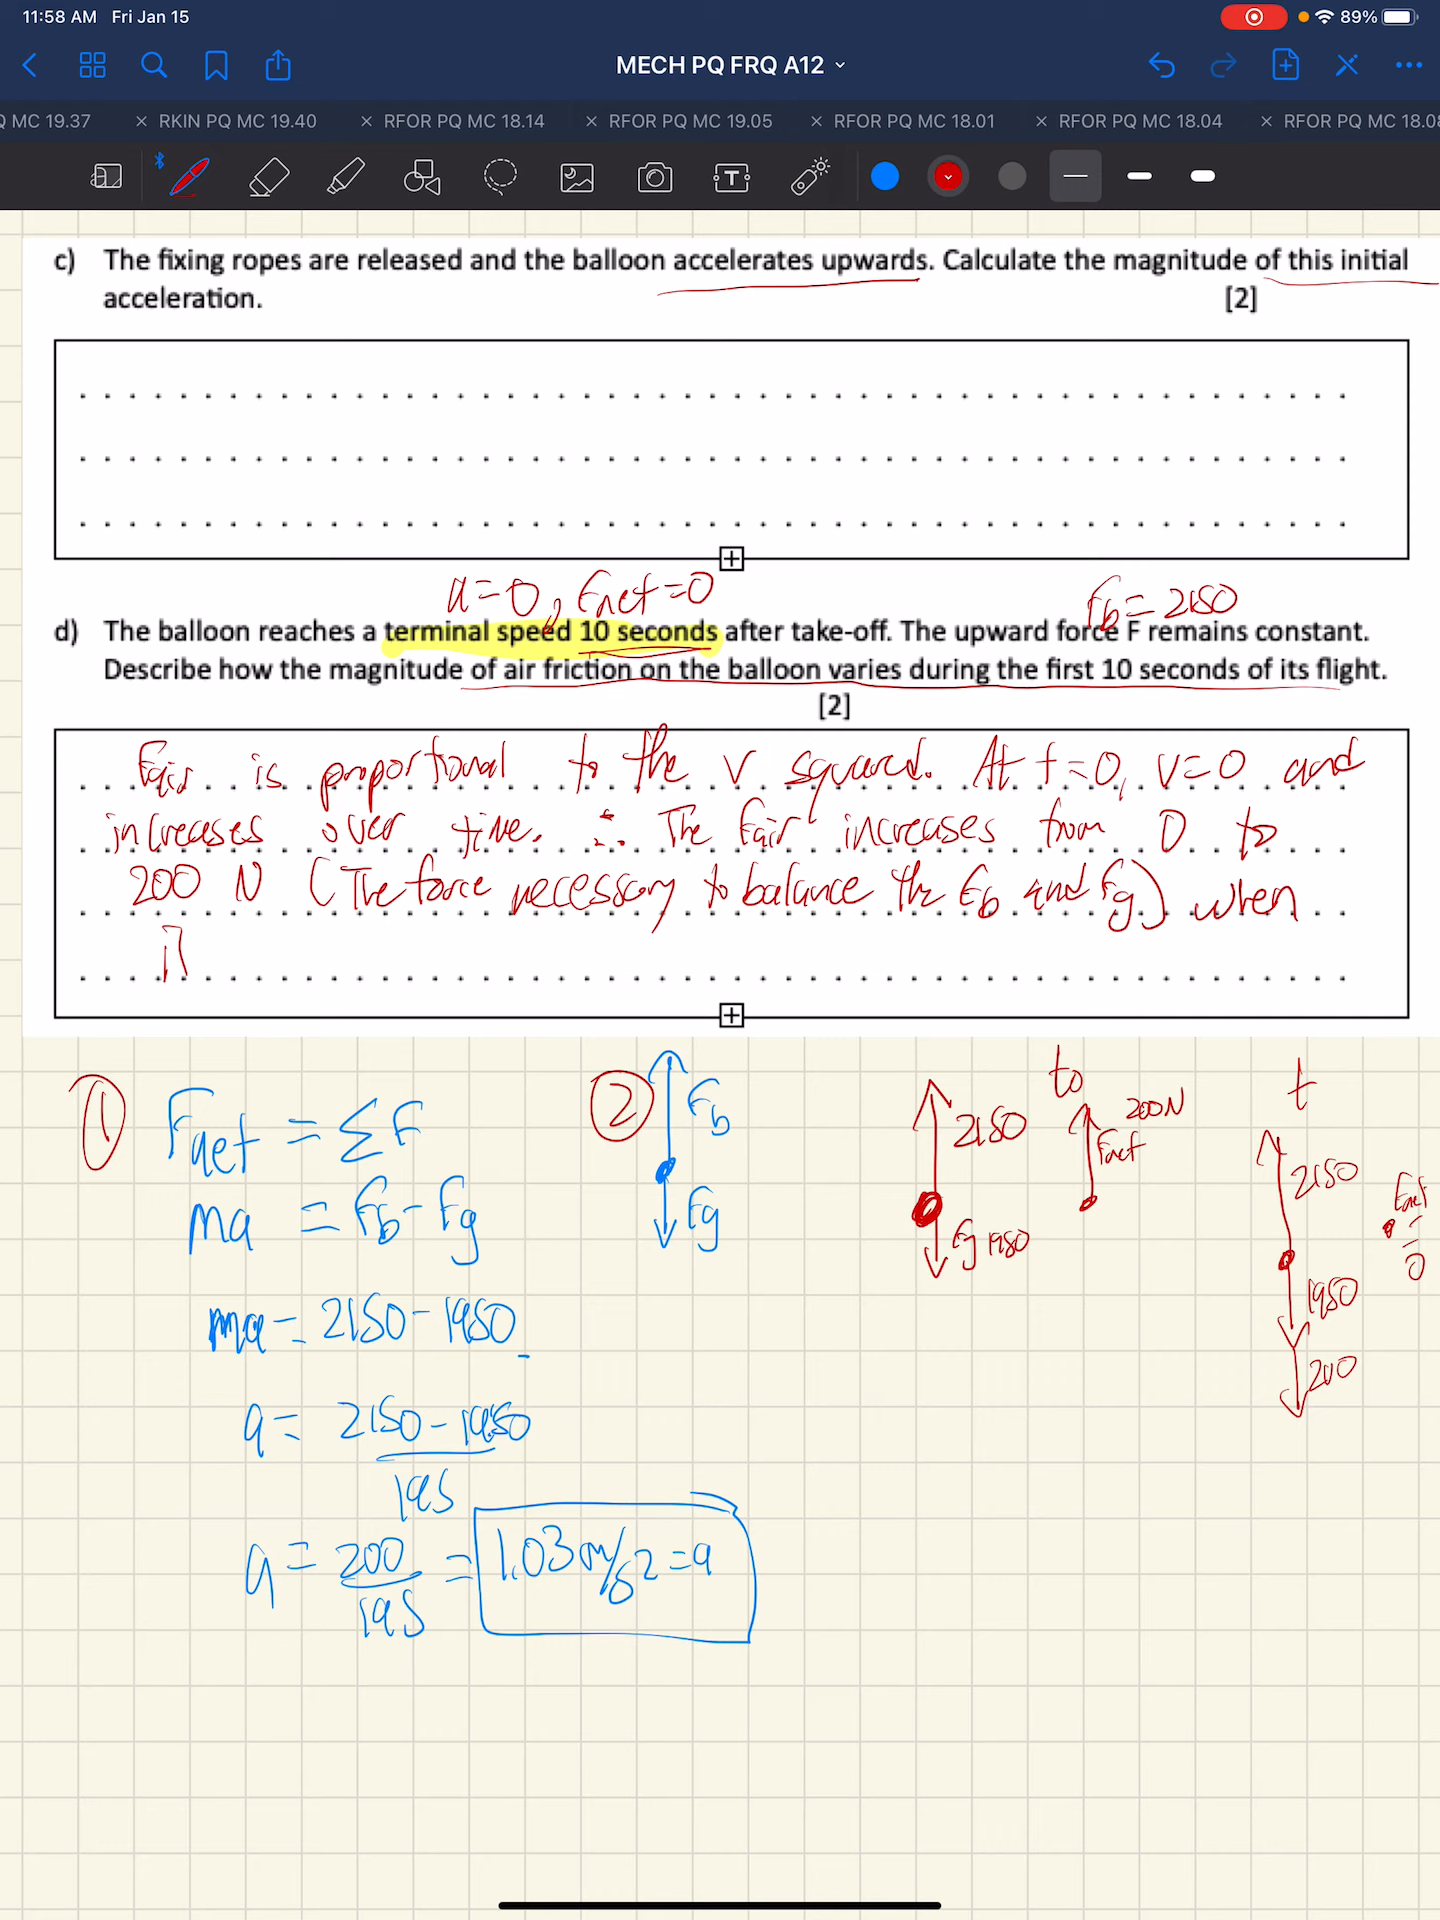 11:58 AM Fri Jan 15
89%
MECH PQ FRQ A12
Q MC 19.37
RKIN PQ MC 19.40
RFOR PQ MC 18.14
RFOR PQ MC 19.05
RFOR PQ MC 18.01
RFOR PQ MC 18.04
RFOR PQ MC 18.08
c) The fixing ropes are released and the balloon accelerates upwards. Calculate the magnitude of this initial
acceleration. [2]
a=0, Fnet=0
Fb=2150
d) The balloon reaches a terminal speed 10 seconds after take-off. The upward force F remains constant.
Describe how the magnitude of air friction on the balloon varies during the first 10 seconds of its flight.
[2]
Fair is proportional to the v squared. At t=0, v=0 and
increases over time. ∴ The Fair increases from 0 to
200 N (The force necessary to balance the Fb and Fg) when
① Fnet = ΣF
ma = Fb - Fg
ma = 2150 - 1950
a = 2150 - 1950
195
a = 200 = 1.03 m/s2 = a
195
② Fb
Fg
to
2150
200N
Fnet
Fg 1950
t
2150
Fnet
=
0
1950
200